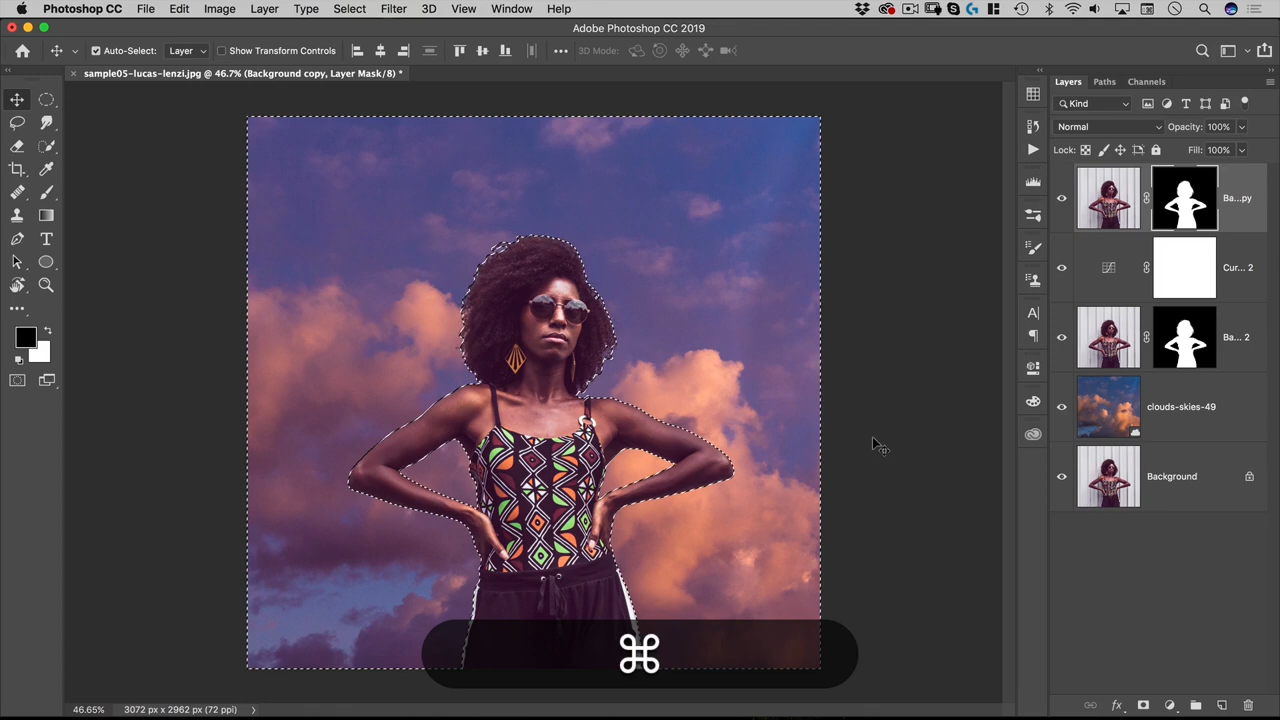 Photoshop CC File Edit Image Layer Type Select Filter 3D View Window Help
Adobe Photoshop CC 2019
Auto-Select: Layer Show Transform Controls 3D Mode:
sample05-lucas-lenzi.jpg @ 46.7% (Background copy, Layer Mask/8) *
Layers Paths Channels
Kind
Normal Opacity: 100%
Lock: Fill: 100%
Ba...py
Cur... 2
Ba... 2
clouds-skies-49
Background
46.65% 3072 px x 2962 px (72 ppi)